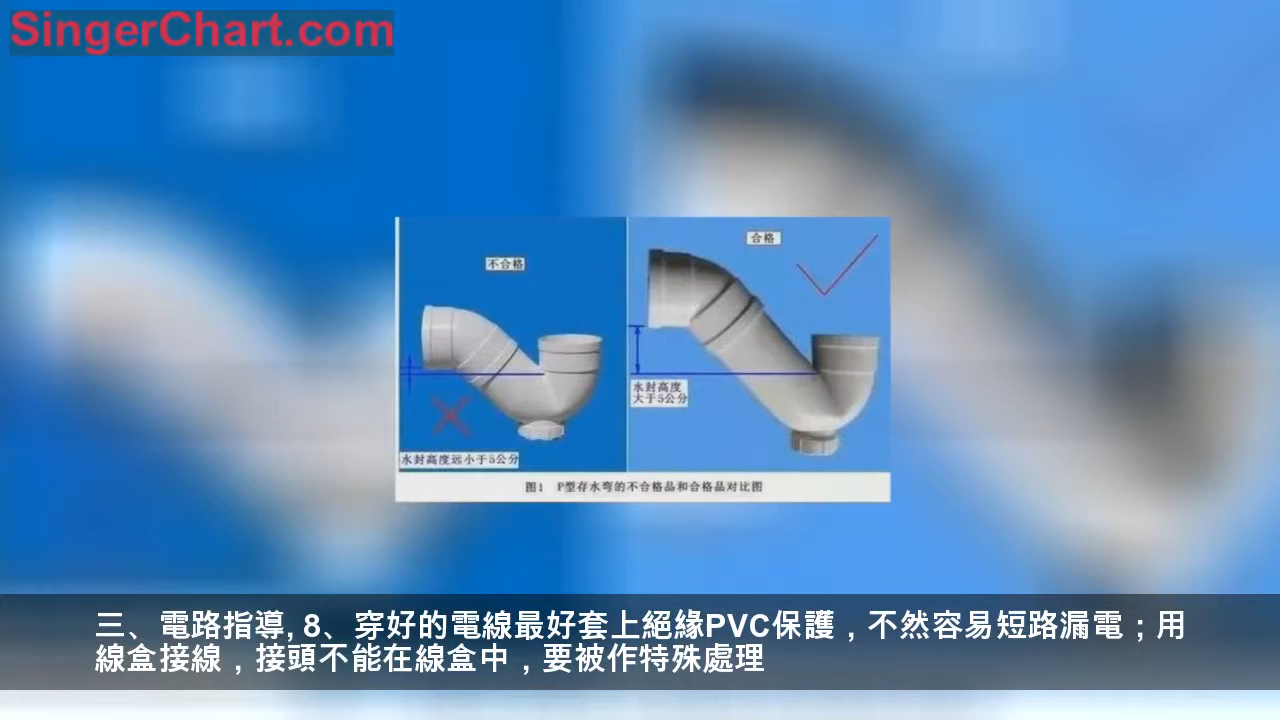 SingerChart.com
不合格
合格
水封高度
大于5公分
水封高度远小于5公分
图1 P型存水弯的不合格品和合格品对比图
三、電路指導, 8、穿好的電線最好套上絕緣PVC保護，不然容易短路漏電；用
線盒接線，接頭不能在線盒中，要被作特殊處理